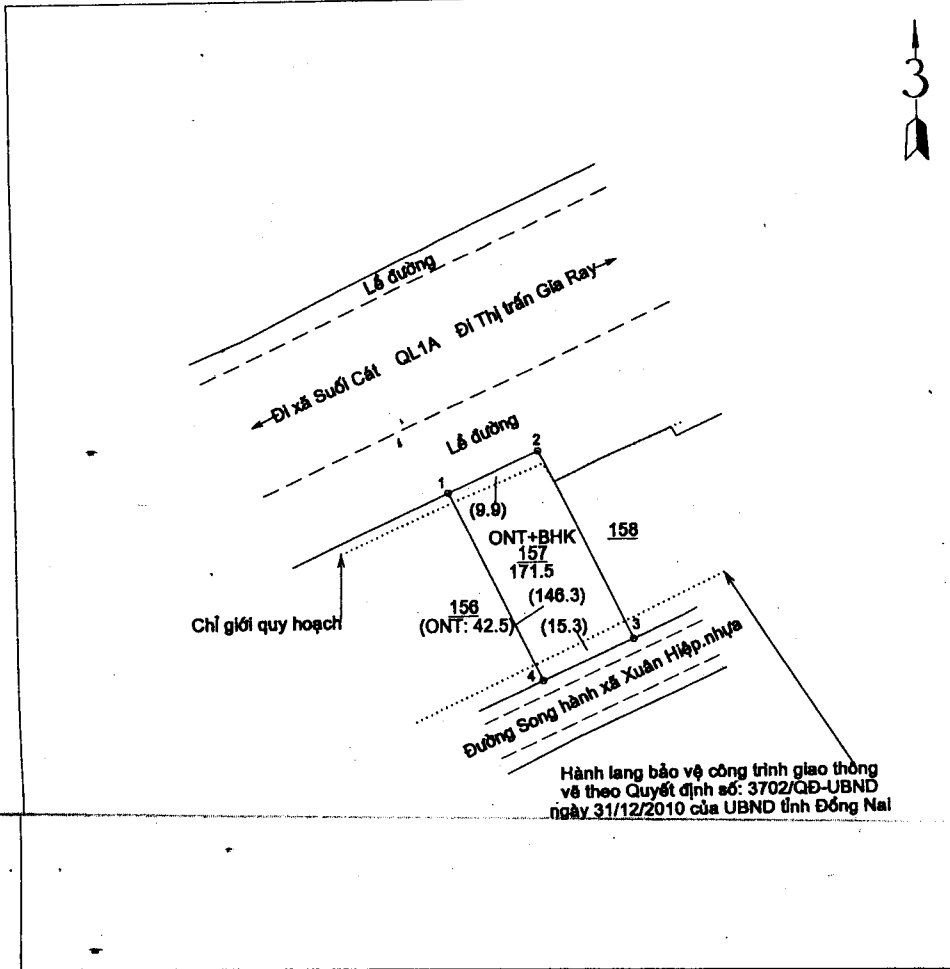 3
Lề đường
Đi xã Suối Cát QL1A Đi Thị trấn Gia Ray
Lề đường
2
1
(9.9)
ONT+BHK
157
171.5
158
(146.3)
156
(ONT: 42.5)
(15.3)
Chỉ giới quy hoạch
3
4
Đường Song hành xã Xuân Hiệp.nhựa
Hành lang bảo vệ công trình giao thông
vẽ theo Quyết định số: 3702/QĐ-UBND
ngày 31/12/2010 của UBND tỉnh Đồng Nai